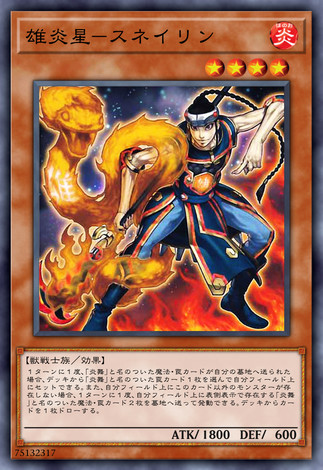 雄炎星-スネイリン
ほのお
炎
【獣戦士族/効果】
1ターンに1度、「炎舞」と名のついた魔法・罠カードが自分の墓地へ送られた
場合、デッキから「炎舞」と名のついた罠カード1枚を選んで自分フィールド上
にセットできる。また、自分フィールド上にこのカード以外のモンスターが存
在しない場合、1ターンに1度、自分フィールド上に表側表示で存在する「炎舞」
と名のついた魔法・罠カード2枚を墓地へ送って発動できる。デッキからカー
ドを1枚ドローする。
ATK/1800 DEF/ 600
75132317